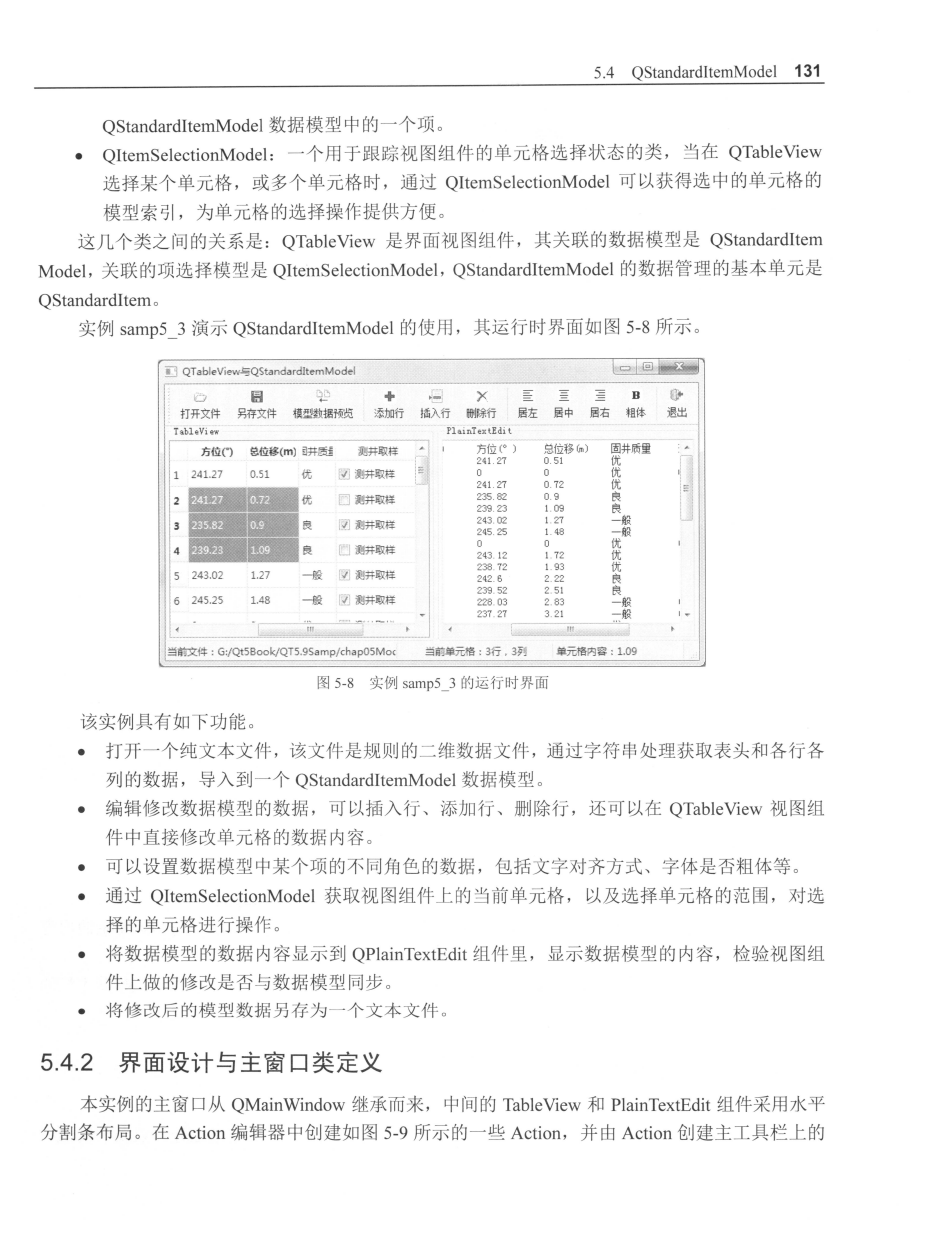 5.4 QStandardItemModel 131
QStandardItemModel 数据模型中的一个项。
• QItemSelectionModel：一个用于跟踪视图组件的单元格选择状态的类，当在 QTableView
选择某个单元格，或多个单元格时，通过 QItemSelectionModel 可以获得选中的单元格的
模型索引，为单元格的选择操作提供方便。
这几个类之间的关系是：QTableView 是界面视图组件，其关联的数据模型是 QStandardItem
Model，关联的项选择模型是 QItemSelectionModel，QStandardItemModel 的数据管理的基本单元是
QStandardItem。
实例 samp5_3 演示 QStandardItemModel 的使用，其运行时界面如图 5-8 所示。
QTableView与QStandardItemModel
打开文件 另存文件 模型数据预览 添加行 插入行 删除行 居左 居中 居右 粗体 退出
TableView
方位(°) 总位移(m) 固井质量 测井取样
1 241.27 0.51 优 测井取样
2 241.27 0.72 优 测井取样
3 235.82 0.9 良 测井取样
4 239.23 1.09 良 测井取样
5 243.02 1.27 一般 测井取样
6 245.25 1.48 一般 测井取样
PlainTextEdit
方位(°) 总位移(m) 固井质量
241.27 0.51 优
0 0 优
241.27 0.72 优
235.82 0.9 良
239.23 1.09 良
243.02 1.27 一般
245.25 1.48 一般
0 0 优
243.12 1.72 优
238.72 1.93 优
242.6 2.22 良
239.52 2.51 良
228.03 2.83 一般
237.27 3.21 一般
当前文件：G:/Qt5Book/QT5.9Samp/chap05Moc 当前单元格：3行，3列 单元格内容：1.09
图 5-8 实例 samp5_3 的运行时界面
该实例具有如下功能。
• 打开一个纯文本文件，该文件是规则的二维数据文件，通过字符串处理获取表头和各行各
列的数据，导入到一个 QStandardItemModel 数据模型。
• 编辑修改数据模型的数据，可以插入行、添加行、删除行，还可以在 QTableView 视图组
件中直接修改单元格的数据内容。
• 可以设置数据模型中某个项的不同角色的数据，包括文字对齐方式、字体是否粗体等。
• 通过 QItemSelectionModel 获取视图组件上的当前单元格，以及选择单元格的范围，对选
择的单元格进行操作。
• 将数据模型的数据内容显示到 QPlainTextEdit 组件里，显示数据模型的内容，检验视图组
件上做的修改是否与数据模型同步。
• 将修改后的模型数据另存为一个文本文件。
5.4.2 界面设计与主窗口类定义
本实例的主窗口从 QMainWindow 继承而来，中间的 TableView 和 PlainTextEdit 组件采用水平
分割条布局。在 Action 编辑器中创建如图 5-9 所示的一些 Action，并由 Action 创建主工具栏上的